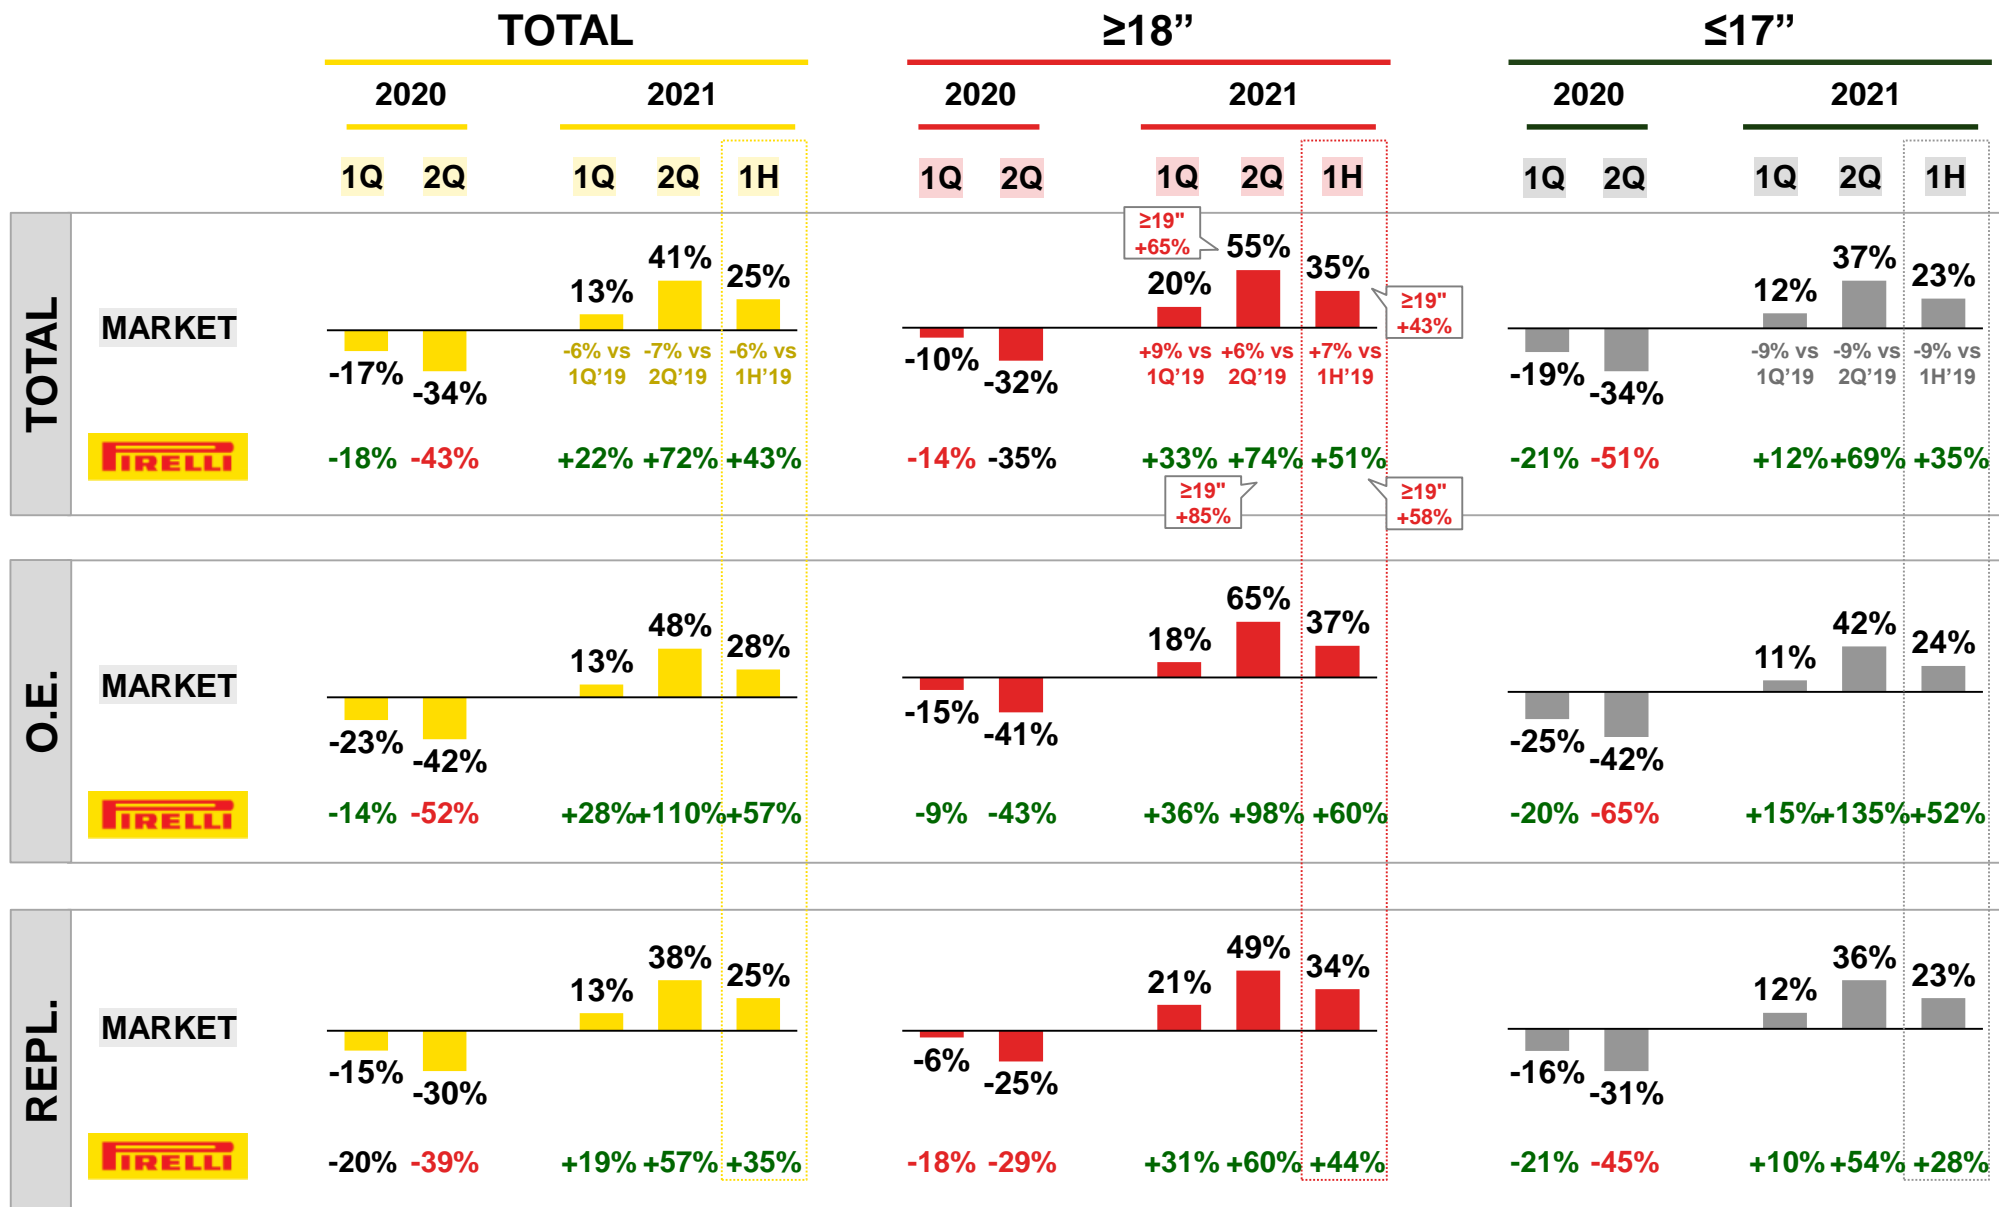 TOTAL ≥18” ≤17”
2020 2021 2020 2021 2020 2021
1Q 2Q 1Q 2Q 1H 1Q 2Q 1Q 2Q 1H 1Q 2Q 1Q 2Q 1H
TOTAL
MARKET
-17% -34% 13% 41% 25%
-6% vs 1Q’19
-7% vs 2Q’19
-6% vs 1H’19
-10% -32% 20% 55% 35%
≥19"
+65%
≥19"
+43%
+9% vs 1Q’19
+6% vs 2Q’19
+7% vs 1H’19
-19% -34% 12% 37% 23%
-9% vs 1Q’19
-9% vs 2Q’19
-9% vs 1H’19
PIRELLI
-18% -43% +22% +72% +43% -14% -35% +33% +74% +51% -21% -51% +12% +69% +35%
≥19"
+85%
≥19"
+58%
O.E.
MARKET
-23% -42% 13% 48% 28% -15% -41% 18% 65% 37% -25% -42% 11% 42% 24%
PIRELLI
-14% -52% +28% +110% +57% -9% -43% +36% +98% +60% -20% -65% +15% +135% +52%
REPL.
MARKET
-15% -30% 13% 38% 25% -6% -25% 21% 49% 34% -16% -31% 12% 36% 23%
PIRELLI
-20% -39% +19% +57% +35% -18% -29% +31% +60% +44% -21% -45% +10% +54% +28%